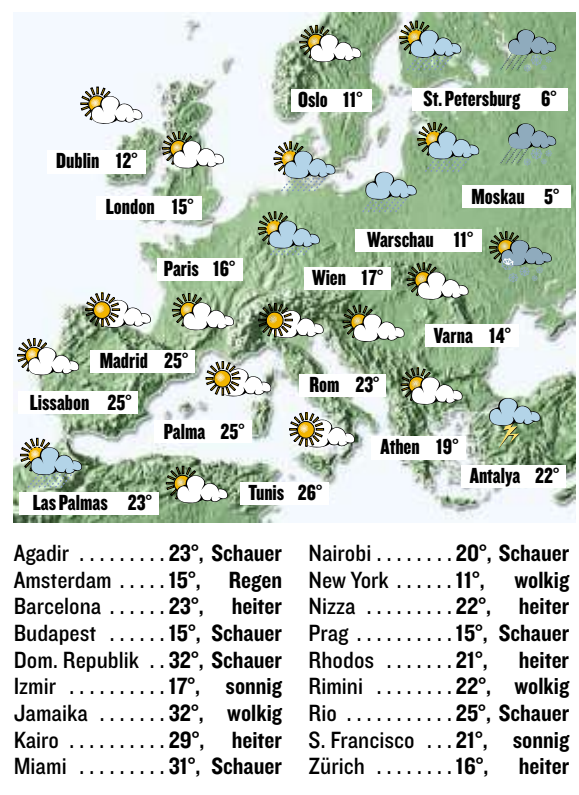 Oslo 11°
St. Petersburg 6°
Dublin 12°
London 15°
Moskau 5°
Warschau 11°
Paris 16°
Wien 17°
Varna 14°
Madrid 25°
Rom 23°
Lissabon 25°
Palma 25°
Athen 19°
Antalya 22°
Las Palmas 23°
Tunis 26°
Agadir ......... 23°, Schauer
Amsterdam ..... 15°, Regen
Barcelona ...... 23°, heiter
Budapest ...... 15°, Schauer
Dom. Republik .. 32°, Schauer
Izmir .......... 17°, sonnig
Jamaika ........ 32°, wolkig
Kairo .......... 29°, heiter
Miami ......... 31°, Schauer
Nairobi ........ 20°, Schauer
New York ...... 11°, wolkig
Nizza ......... 22°, heiter
Prag .......... 15°, Schauer
Rhodos ........ 21°, heiter
Rimini ........ 22°, wolkig
Rio ........... 25°, Schauer
S. Francisco ... 21°, sonnig
Zürich ......... 16°, heiter